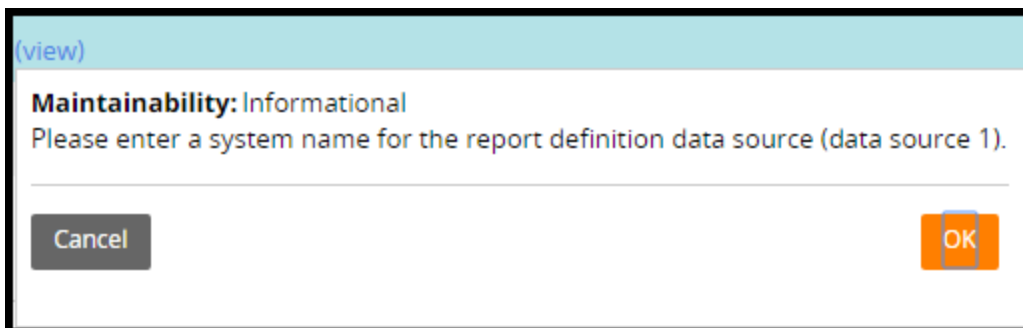 (view)
Maintainability: Informational
Please enter a system name for the report definition data source (data source 1).
Cancel
OK